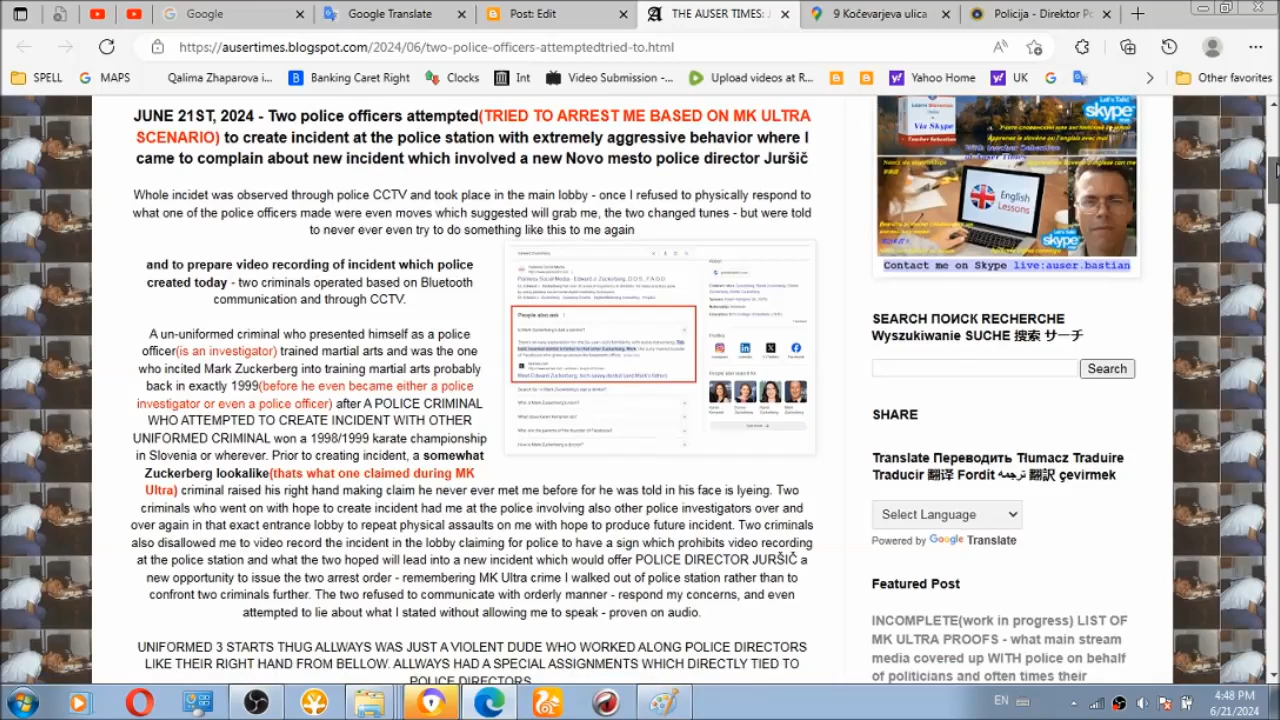 Google
Google Translate
Post: Edit
THE AUSER TIMES: J
9 Kočevarjeva ulica
Policija - Direktor Po
https://ausertimes.blogspot.com/2024/06/two-police-officers-attemptedtried-to.html
SPELL
MAPS
Qalima Zhaparova i...
Banking Caret Right
Clocks
Int
Video Submission -...
Upload videos at R...
Yahoo Home
UK
Other favorites
JUNE 21ST, 2024 - Two police officers attempted(TRIED TO ARREST ME BASED ON MK ULTRA
SCENARIO) to create incident at the police station with extremely aggressive behavior when I
came to complain about the incident which involved a new Novo mesto police director Juršič
Whole incidet was observed through police CCTV and took place in the main lobby - once I refused to physically respond to
what one of the police officers made(there were even moves which suggested will grab me, the two changed tunes - but were told
to never ever even try to do something like this to me again
and to prepare video about the incident which police
caused today - two criminals worked also on Bluetooth
communication and through CCTV.
A un-uniformed criminal who presented himself as a police
officer(is an investigator) trained martial arts and was the one
who incited Mark Zuckerberg into martial arts probably
back in exactly 1999(
investigator or even a police officer) after A POLICE CRIMINAL
WHO ATTEMPTED TO CREATE INCIDENT WITH OTHER
UNIFORMED CRMINAL won some 1999 karate championship
in Slovenia or wherever. Prior to creating incident, a somewhat
Zuckerberg lookalike(thats what one claimed during MK
Ultra) criminal raised his right hand making claim he never ever met me before for he was told in his face is lyeing. Two
criminals who went on with hope to create incident had me at the police involving also other police investigators over and
over again in that exact entrance lobby to repeat physical assaults on me with hope to produce future incident. Two criminals
also disallowed me to video record the incident in the lobby claiming for police to have a sign which prohibits video recording
at the police station and what the two hoped will lead into a new incident which would offer POLICE DIRECTOR JURŠIČ a
new opportunity to issue the two arrest order - remembering MK Ultra crime I walked out of police station rather than to
confront two criminals further. The two refused to communicate with orderly manner - respond my concerns, and even
attempted to lie about what I stated without allowing me to speak - proven on audio.
UNIFORMED 3 STARTS THUG ALLWAYS WAS JUST A VIOLENT DUDE WHO WORKED ALONG POLICE DIRECTORS
LIKE THEIR RIGHT HAND FROM BELLOW. ALLWAYS HAD A SPECIAL ASSIGNMENTS WHICH DIRECTLY TIED TO
POLICE DIRECTORS
People also ask
Let's Talk!
skype
Via Skype
English
Lessons
skype
Contact me on Skype live:auser.bastian
SEARCH ПОИСК RECHERCHE
Wyszukiwanie SUCHE 搜索 サーチ
Search
SHARE
Translate Переводить Tłumacz Traduire
Traducir 翻译 Fordít ترجمه 翻訳 çevirmek
Select Language
Powered by Google Translate
Featured Post
INCOMPLETE(work in progress) LIST OF
MK ULTRA PROOFS - what main stream
media covered up WITH police on behalf
of politicians and often times their
EN
4:48 PM
6/21/2024